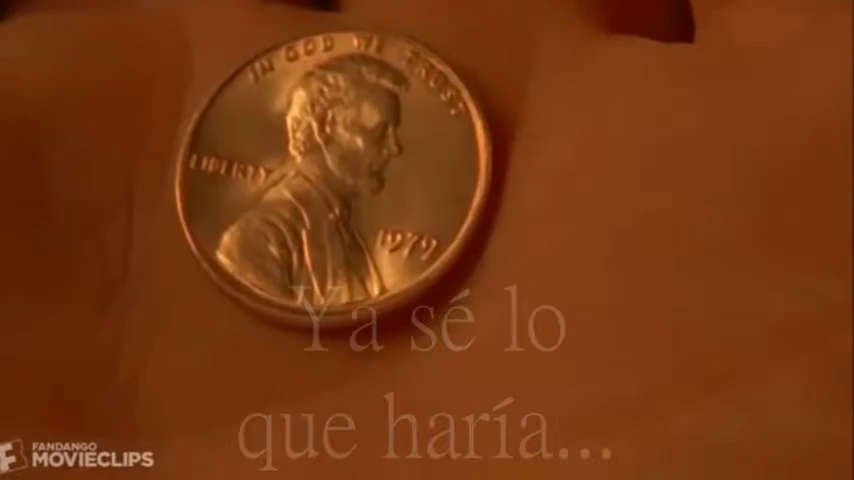 IN GOD WE TRUST
LIBERTY
1979
Ya sé lo
que haría...
FANDANGO
MOVIECLIPS